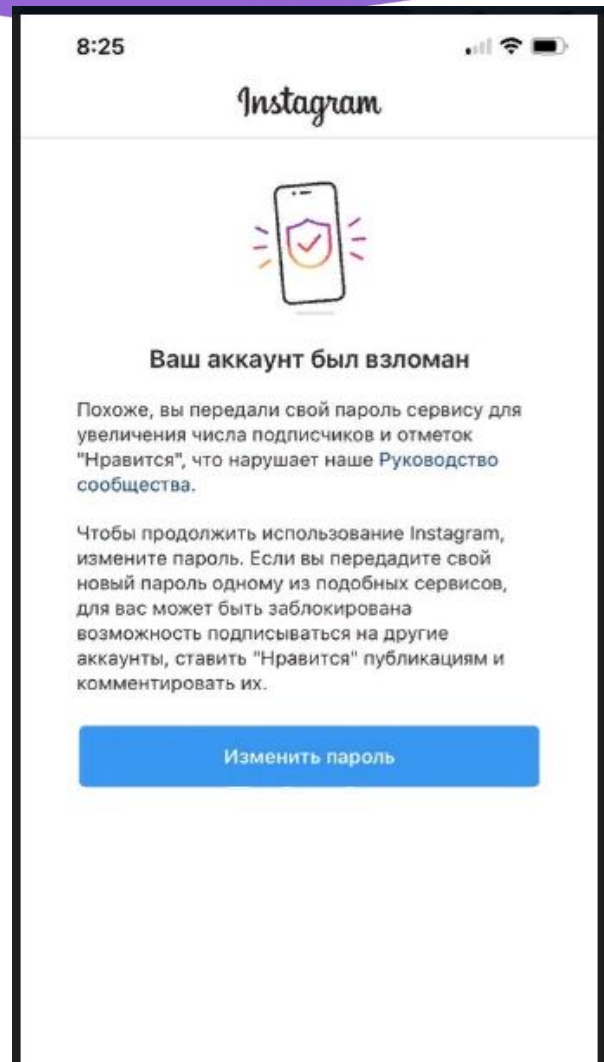 8:25
Instagram
Ваш аккаунт был взломан
Похоже, вы передали свой пароль сервису для
увеличения числа подписчиков и отметок
"Нравится", что нарушает наше Руководство
сообщества.
Чтобы продолжить использование Instagram,
измените пароль. Если вы передадите свой
новый пароль одному из подобных сервисов,
для вас может быть заблокирована
возможность подписываться на другие
аккаунты, ставить "Нравится" публикациям и
комментировать их.
Изменить пароль